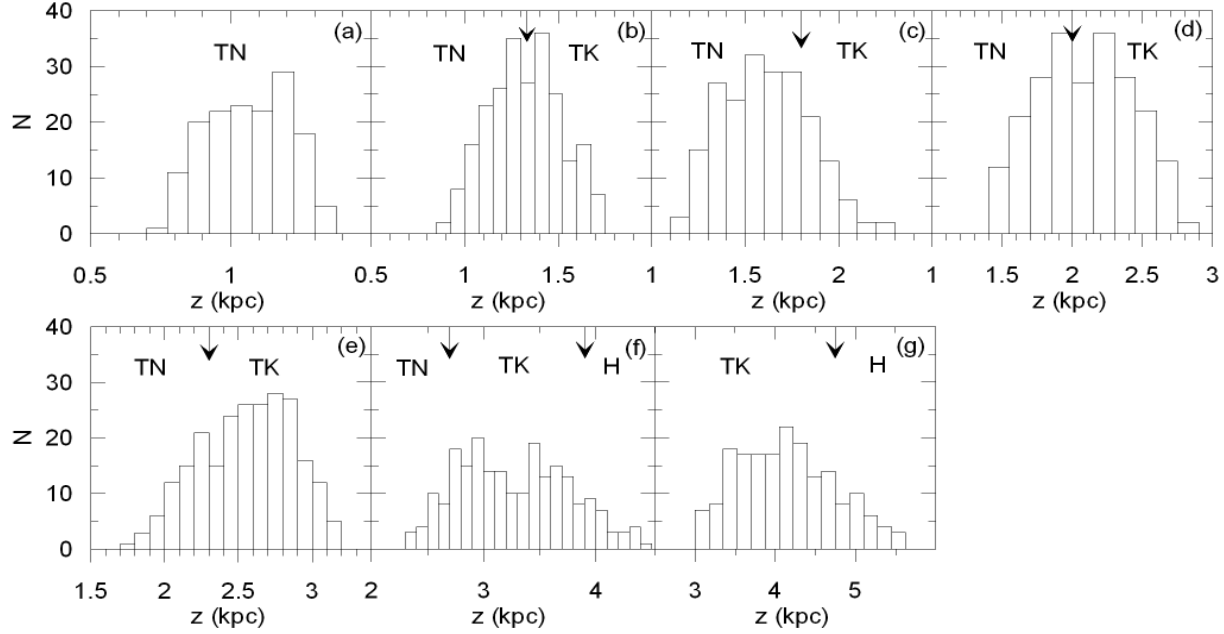 40 (a) (b) (c) (d)
TN TN TK TN TK TN TK
30
N
20
10
0
0.5 1 0.5 1 1.5 1 1.5 2 1 1.5 2 2.5 3
z (kpc) z (kpc) z (kpc) z (kpc)
40 (e) (f) (g)
TN TK TN TK H TK H
30
N
20
10
0
1.5 2 2.5 3 2 3 4 3 4 5
z (kpc) z (kpc) z (kpc)